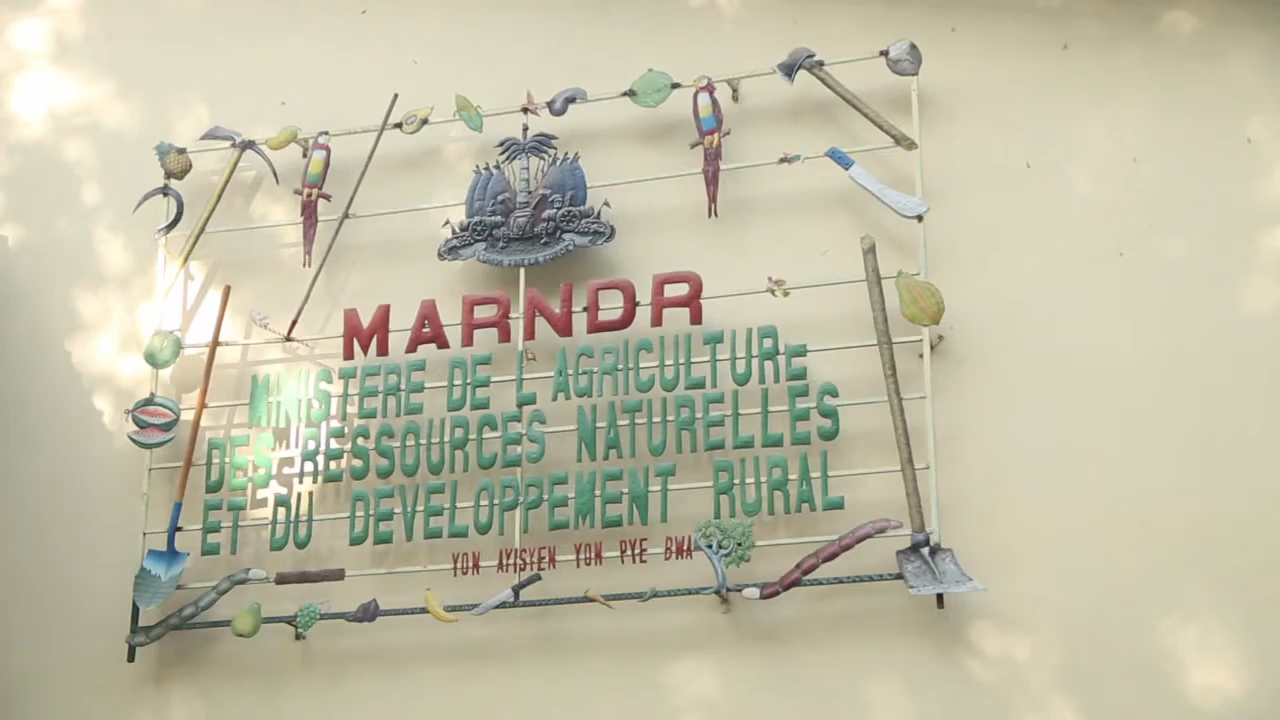 MARNDR
MINISTERE DE L AGRICULTURE
DES RESSOURCES NATURELLES
ET DU DEVELOPPEMENT RURAL
YON AYISYEN YON PYE BWA